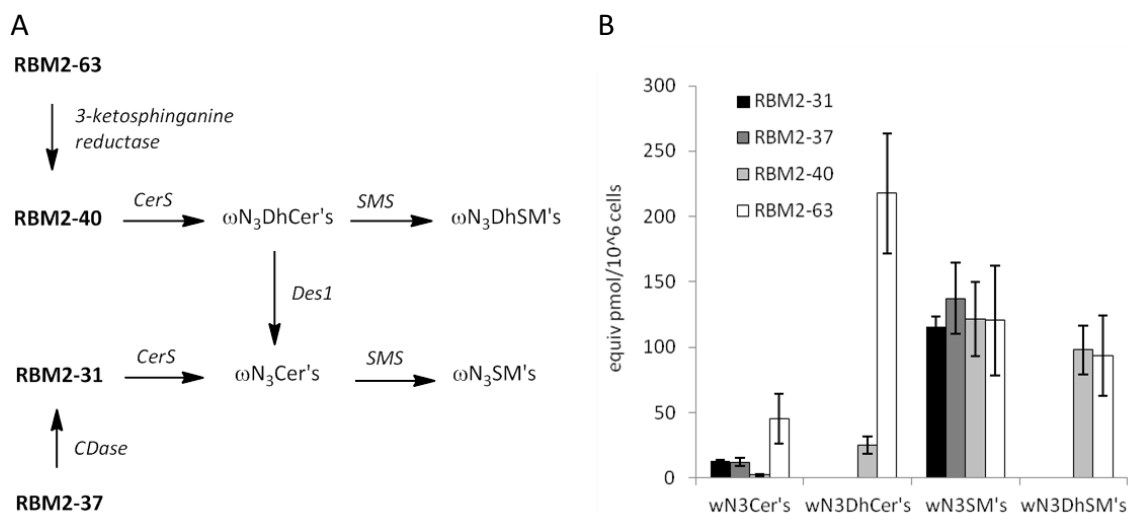 A
RBM2-63
3-ketosphinganine
reductase
RBM2-40
CerS
ωN₃DhCer's
SMS
ωN₃DhSM's
Des1
RBM2-31
CerS
ωN₃Cer's
SMS
ωN₃SM's
CDase
RBM2-37
B
equiv pmol/10^6 cells
300
250
200
150
100
50
0
RBM2-31
RBM2-37
RBM2-40
RBM2-63
wN3Cer's
wN3DhCer's
wN3SM's
wN3DhSM's